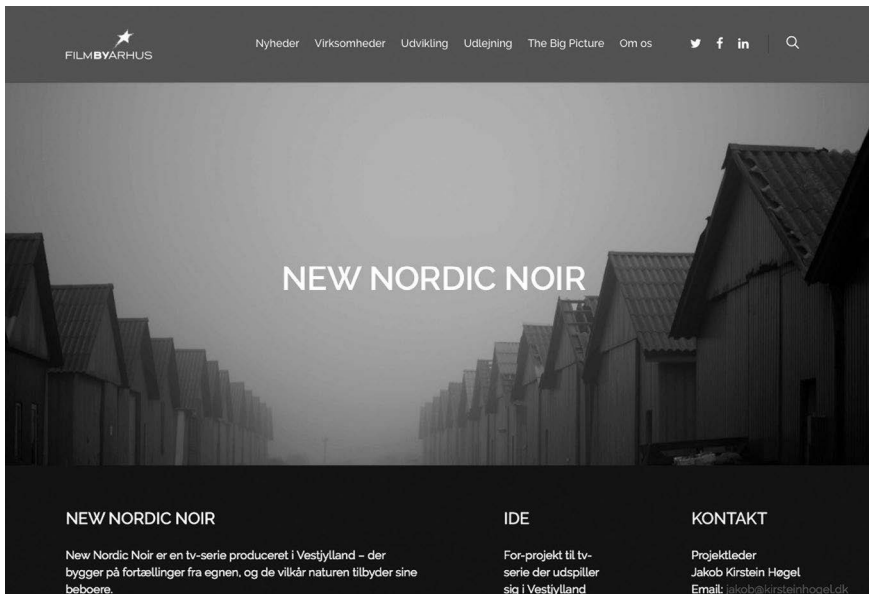 FILMBYARHUS
Nyheder Virksomheder Udvikling Udlejning The Big Picture Om os
NEW NORDIC NOIR
NEW NORDIC NOIR
New Nordic Noir er en tv-serie produceret i Vestjylland – der
bygger på fortællinger fra egnen, og de vilkår naturen tilbyder sine
beboere.
IDE
For-projekt til tv-
serie der udspiller
sig i Vestjylland
KONTAKT
Projektleder
Jakob Kirstein Høgel
Email: jakob@kirsteinhogel.dk